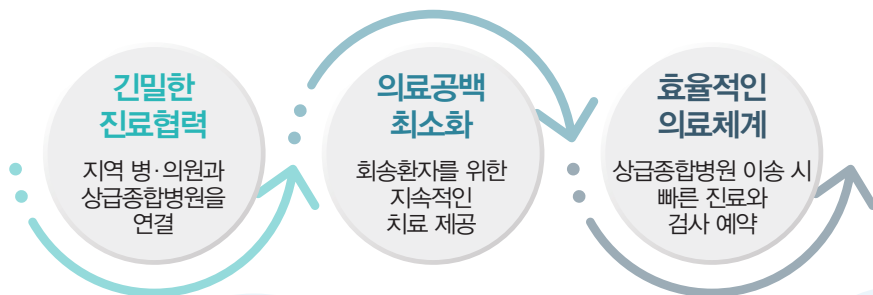 긴밀한
진료협력
지역 병·의원과
상급종합병원을
연결
의료공백
최소화
회송환자를 위한
지속적인
치료 제공
효율적인
의료체계
상급종합병원 이송 시
빠른 진료와
검사 예약